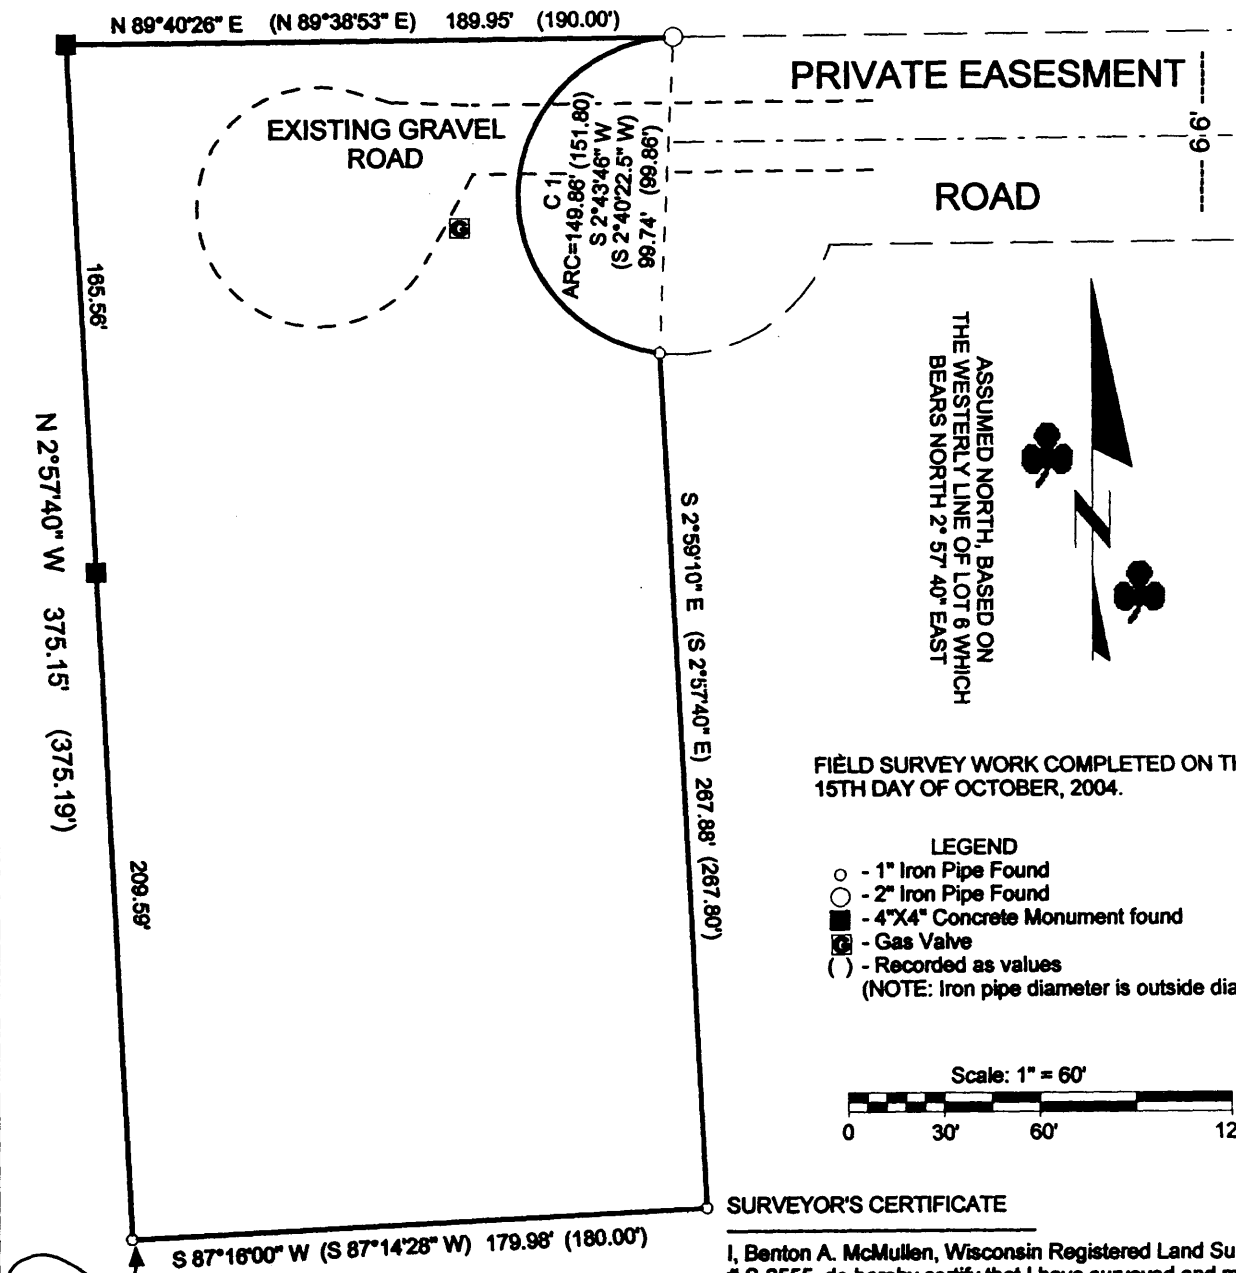 N 89°40'26" E (N 89°38'53" E) 189.95' (190.00')
PRIVATE EASESMENT
66'
EXISTING GRAVEL
ROAD
ROAD
C 1
ARC=149.86' (151.80)
S 2°43'46" W
(S 2°40'22.5" W)
99.74' (99.86')
G
165.56'
N 2°57'40" W 375.15' (375.19')
209.59'
S 2°59'10" E (S 2°57'40" E) 267.88' (267.80')
ASSUMED NORTH, BASED ON
THE WESTERLY LINE OF LOT 6 WHICH
BEARS NORTH 2° 57' 40" EAST
N
FIELD SURVEY WORK COMPLETED ON
15TH DAY OF OCTOBER, 2004.
LEGEND
- 1" Iron Pipe Found
- 2" Iron Pipe Found
- 4"X4" Concrete Monument found
G - Gas Valve
( ) - Recorded as values
(NOTE: Iron pipe diameter is outside
Scale: 1" = 60'
0 30' 60' 12
S 87°16'00" W (S 87°14'28" W) 179.98' (180.00')
SURVEYOR'S CERTIFICATE
I, Benton A. McMullen, Wisconsin Registered Land Su